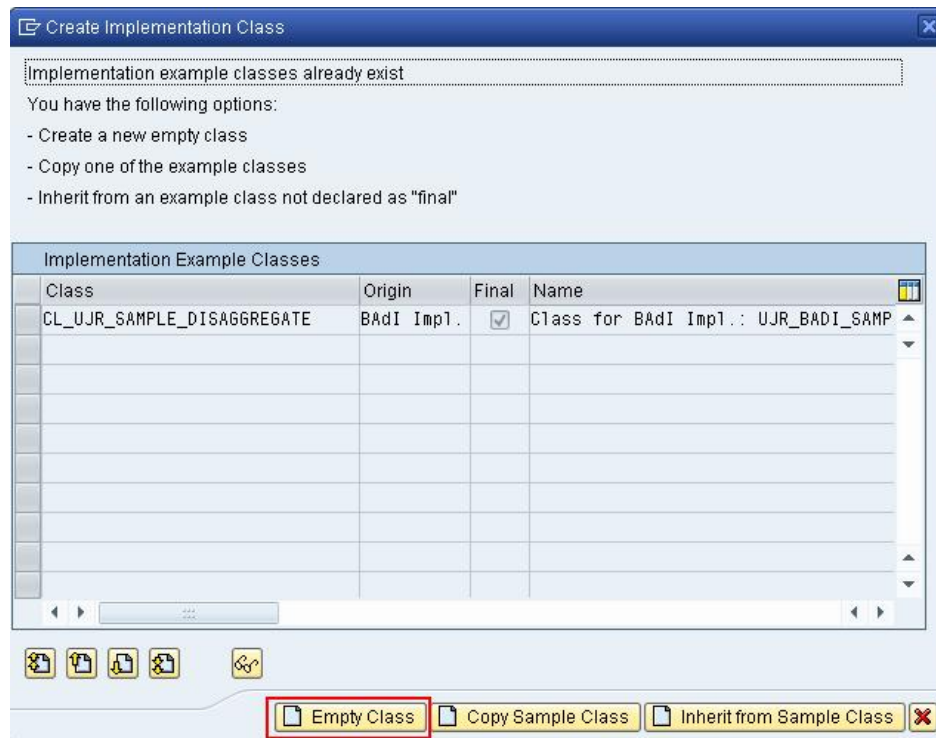 Create Implementation Class
Implementation example classes already exist
You have the following options:
- Create a new empty class
- Copy one of the example classes
- Inherit from an example class not declared as "final"
Implementation Example Classes
Class Origin Final Name
CL_UJR_SAMPLE_DISAGGREGATE BAdI Impl. Class for BAdI Impl.: UJR_BADI_SAMP
Empty Class Copy Sample Class Inherit from Sample Class